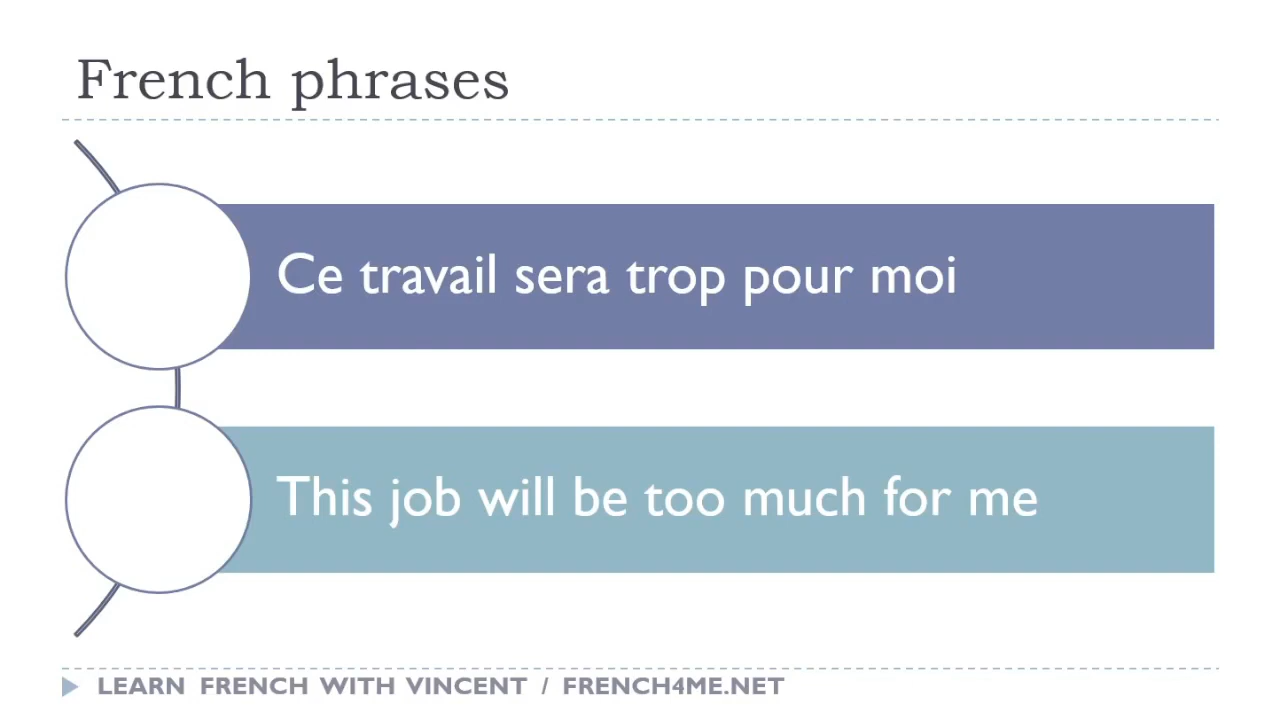 French phrases
Ce travail sera trop pour moi
This job will be too much for me
LEARN FRENCH WITH VINCENT / FRENCH4ME.NET